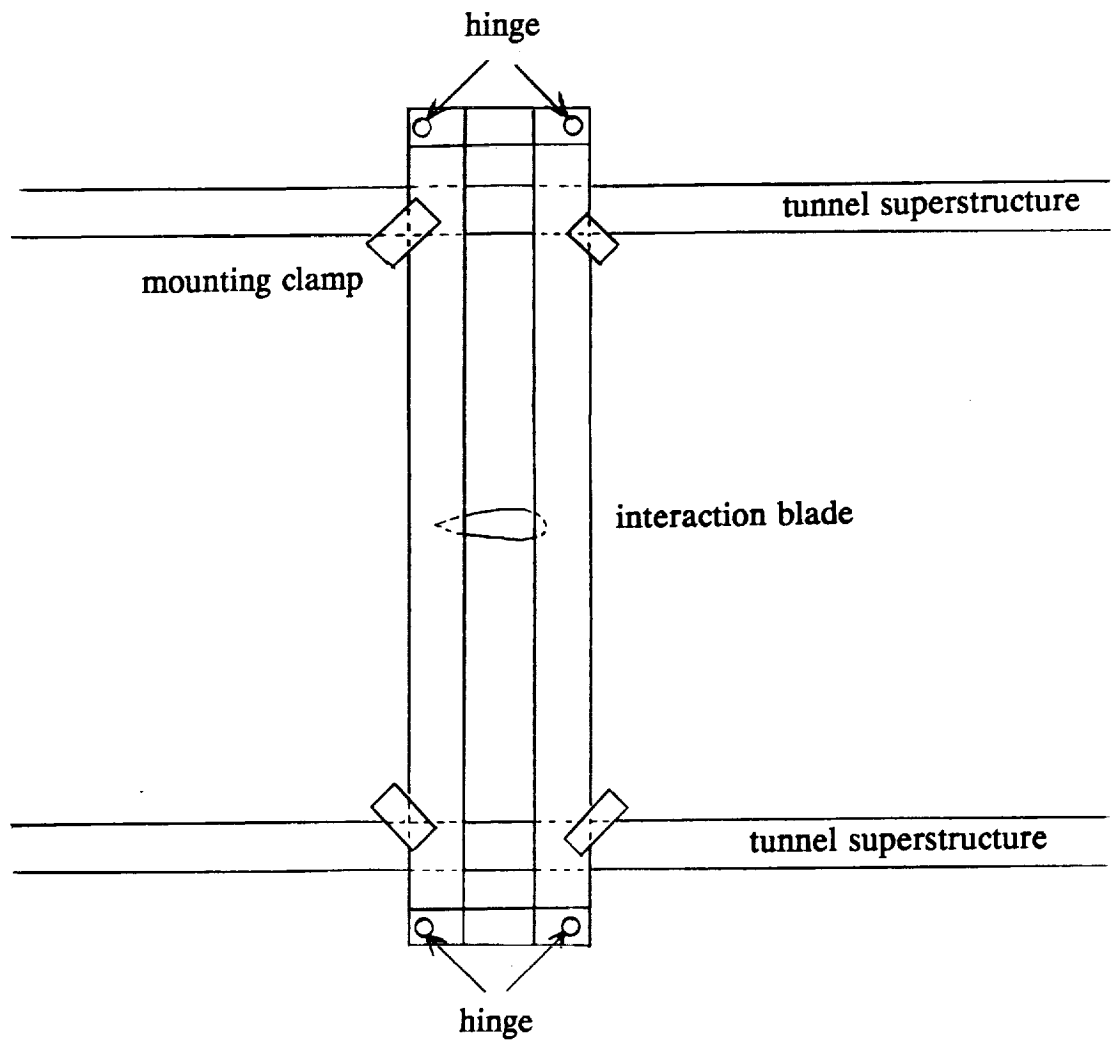 hinge
tunnel superstructure
mounting clamp
interaction blade
tunnel superstructure
hinge